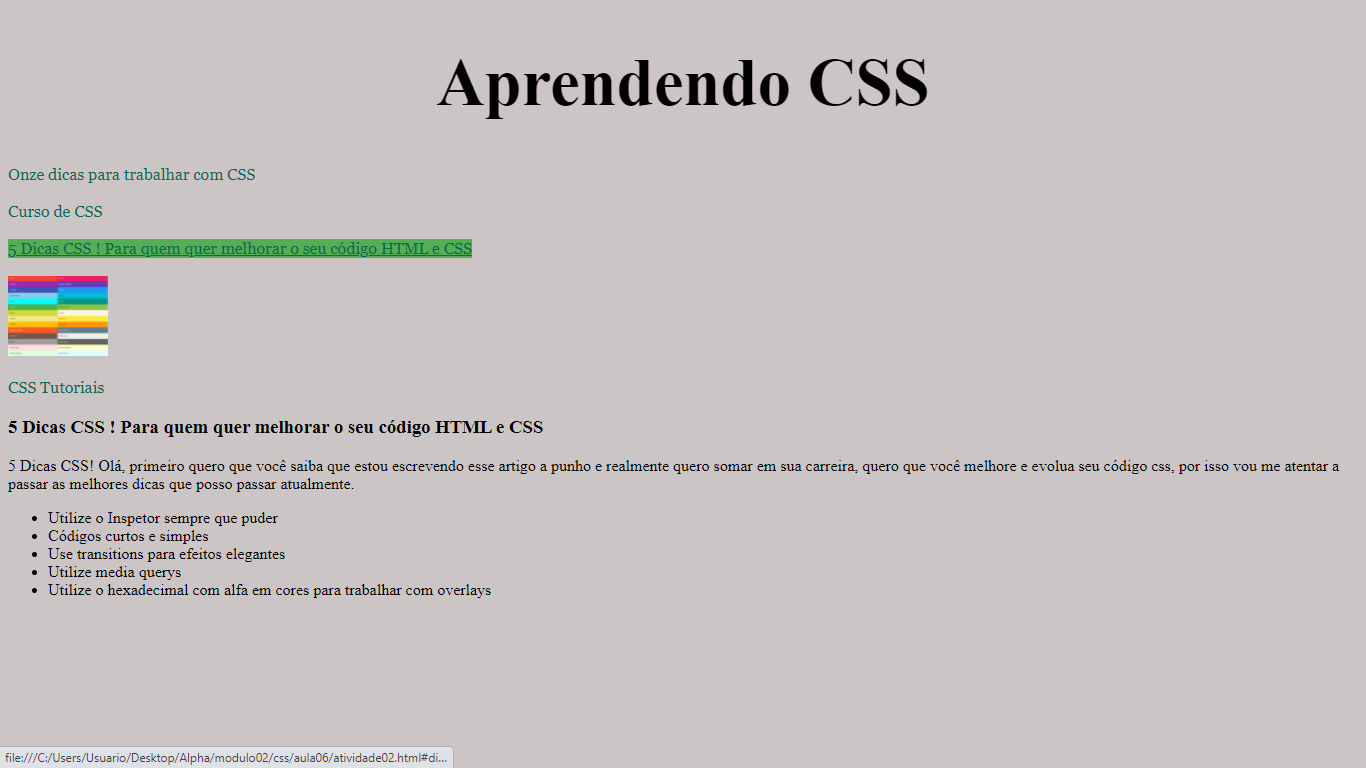 Aprendendo CSS
Onze dicas para trabalhar com CSS
Curso de CSS
5 Dicas CSS ! Para quem quer melhorar o seu código HTML e CSS
CSS Tutoriais
5 Dicas CSS ! Para quem quer melhorar o seu código HTML e CSS
5 Dicas CSS! Olá, primeiro quero que você saiba que estou escrevendo esse artigo a punho e realmente quero somar em sua carreira, quero que você melhore e evolua seu código css, por isso vou me atentar a
passar as melhores dicas que posso passar atualmente.
• Utilize o Inspetor sempre que puder
• Códigos curtos e simples
• Use transitions para efeitos elegantes
• Utilize media querys
• Utilize o hexadecimal com alfa em cores para trabalhar com overlays
file:///C:/Users/Usuario/Desktop/Alpha/modulo02/css/aula06/atividade02.html#di...